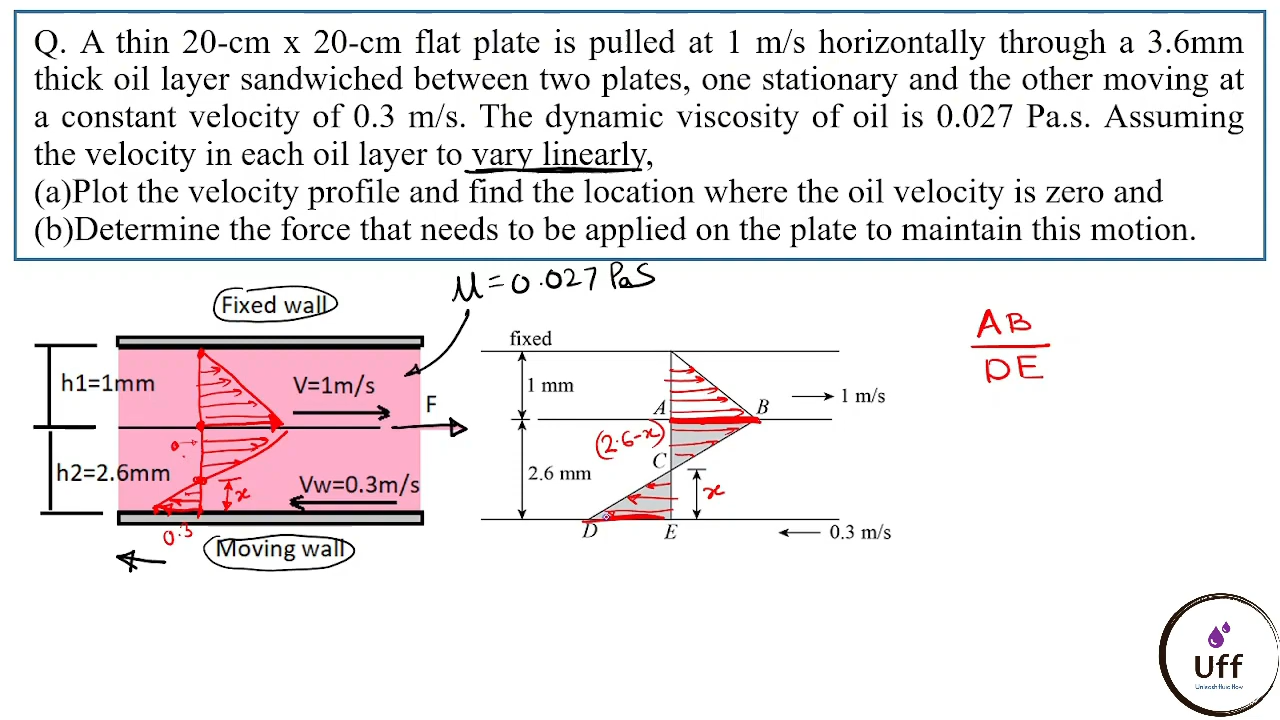 Q. A thin 20-cm x 20-cm flat plate is pulled at 1 m/s horizontally through a 3.6mm
thick oil layer sandwiched between two plates, one stationary and the other moving at
a constant velocity of 0.3 m/s. The dynamic viscosity of oil is 0.027 Pa.s. Assuming
the velocity in each oil layer to vary linearly,
(a)Plot the velocity profile and find the location where the oil velocity is zero and
(b)Determine the force that needs to be applied on the plate to maintain this motion.
μ=0.027 PaS
Fixed wall
h1=1mm
V=1m/s
F
h2=2.6mm
x
Vw=0.3m/s
0.3
Moving wall
fixed
1 mm
A
B
1 m/s
(2.6-x)
C
2.6 mm
x
D
E
0.3 m/s
AB
DE
Uff
Unleash Fluid Flow